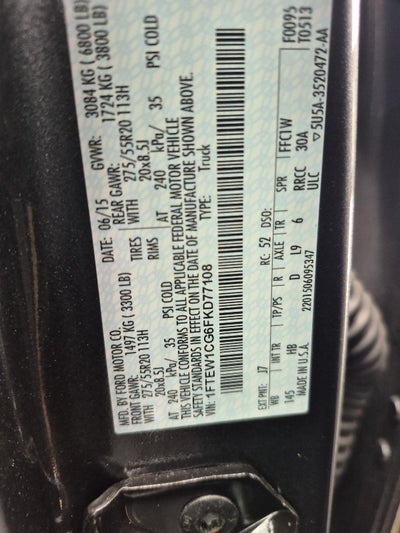 MFD. BY FORD MOTOR CO.
06/15 GVWR: 3084 KG (6800 LB)
FRONT GAWR: REAR GAWR:
1497 KG (3300 LB) 1724 KG (3800 LB)
WITH WITH
275/55R20 113H TIRES 275/55R20 113H
20x8.5J RIMS 20x8.5J
AT 240 kPa/ 35 PSI COLD AT 240 kPa/ 35 PSI COLD
THIS VEHICLE CONFORMS TO ALL APPLICABLE FEDERAL MOTOR VEHICLE
SAFETY STANDARDS IN EFFECT ON THE DATE OF MANUFACTURE SHOWN ABOVE.
VIN: 1FTEW1CG6FKD77108 TYPE: Truck
F0095
T0513
EXT PNT: J7 RC: 52 DSO: FFC1W
WB INT TR TP/PS R AXLE TR SPR 30A
145 HB D L9 6 RRCC
MADE IN U.S.A. 2201506095347 ULC
5U5A-3520472-AA